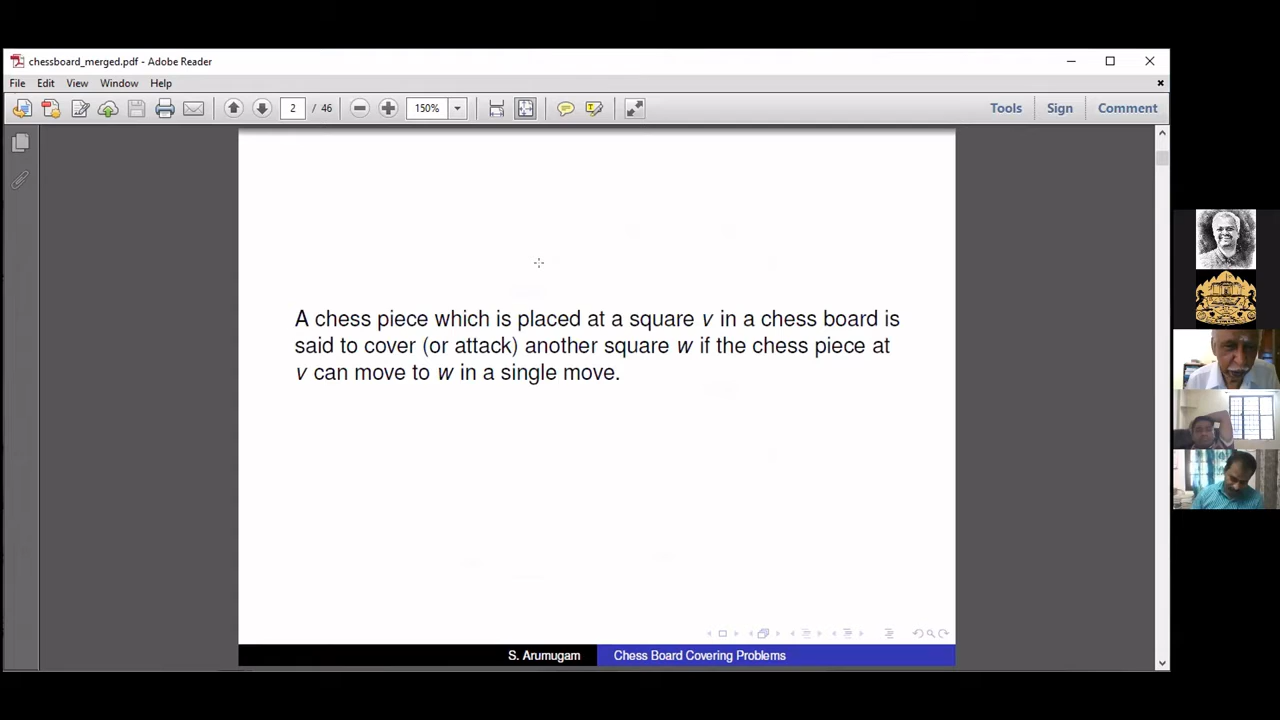 chessboard_merged.pdf - Adobe Reader
File Edit View Window Help
2 / 46 150% Tools Sign Comment
A chess piece which is placed at a square v in a chess board is
said to cover (or attack) another square w if the chess piece at
v can move to w in a single move.
S. Arumugam Chess Board Covering Problems